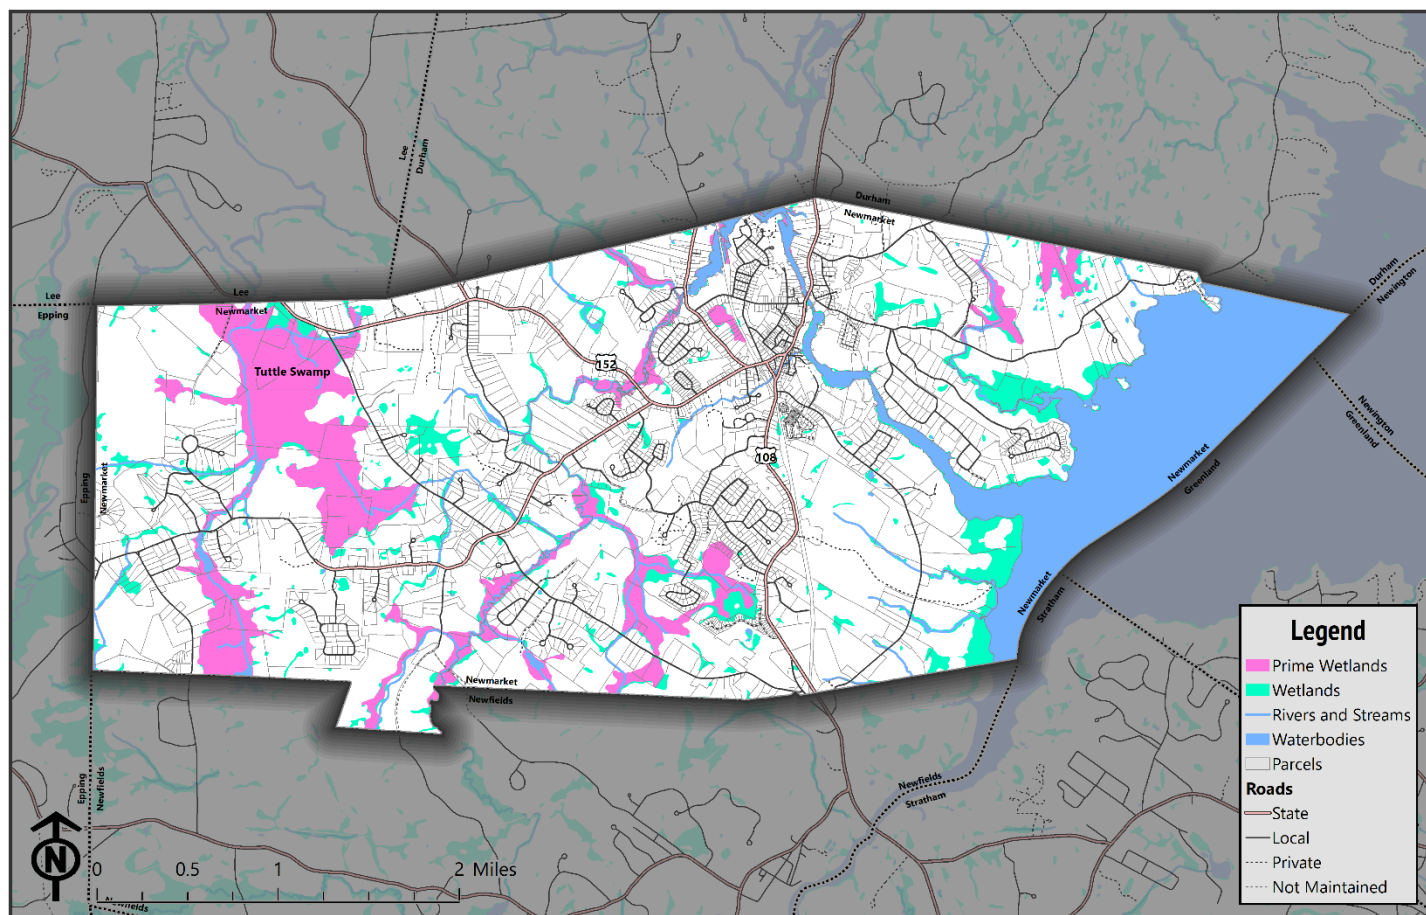 Lee
Durham
Durham
Newmarket
Lee
Epping
Lee
Newmarket
Durham
Newington
Tuttle Swamp
152
Newington
Greenland
108
Newmarket
Greenland
Epping
Newmarket
Newmarket
Stratham
Newmarket
Newfields
Newfields
Stratham
Epping
Newfields
Newfields
N
0 0.5 1 2 Miles
Legend
Prime Wetlands
Wetlands
Rivers and Streams
Waterbodies
Parcels
Roads
State
Local
Private
Not Maintained